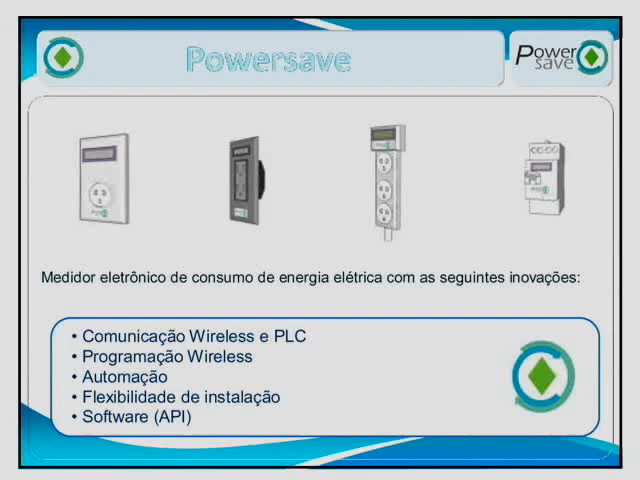 Powersave
Power
save
Medidor eletrônico de consumo de energia elétrica com as seguintes inovações:
• Comunicação Wireless e PLC
• Programação Wireless
• Automação
• Flexibilidade de instalação
• Software (API)